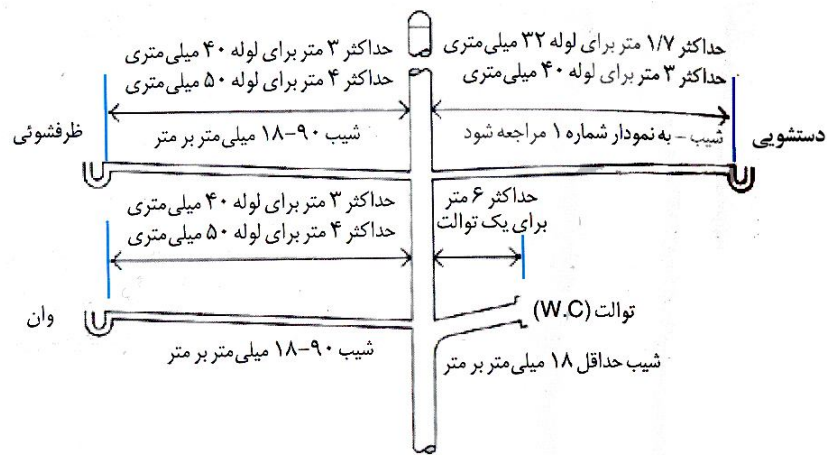 حداکثر ۱/۷ متر برای لوله ۳۲ میلی‌متری
حداکثر ۳ متر برای لوله ۴۰ میلی‌متری
حداکثر ۳ متر برای لوله ۴۰ میلی‌متری
حداکثر ۴ متر برای لوله ۵۰ میلی‌متری
دستشویی
شیب – به نمودار شماره ۱ مراجعه شود
شیب ۹۰–۱۸ میلی‌متر بر متر
ظرفشوئی
حداکثر ۶ متر
برای یک توالت
حداکثر ۳ متر برای لوله ۴۰ میلی‌متری
حداکثر ۴ متر برای لوله ۵۰ میلی‌متری
توالت (W.C)
وان
شیب حداقل ۱۸ میلی‌متر بر متر
شیب ۹۰–۱۸ میلی‌متر بر متر